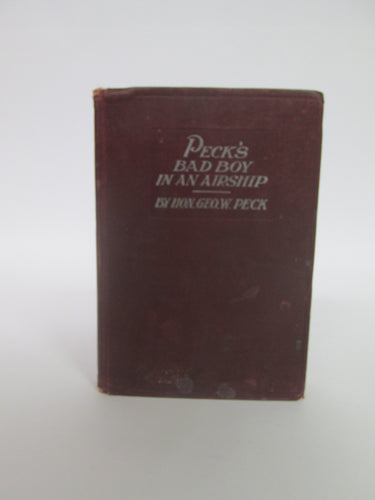 PECK'S
BAD BOY
IN AN AIRSHIP
BY HON. GEO. W. PECK